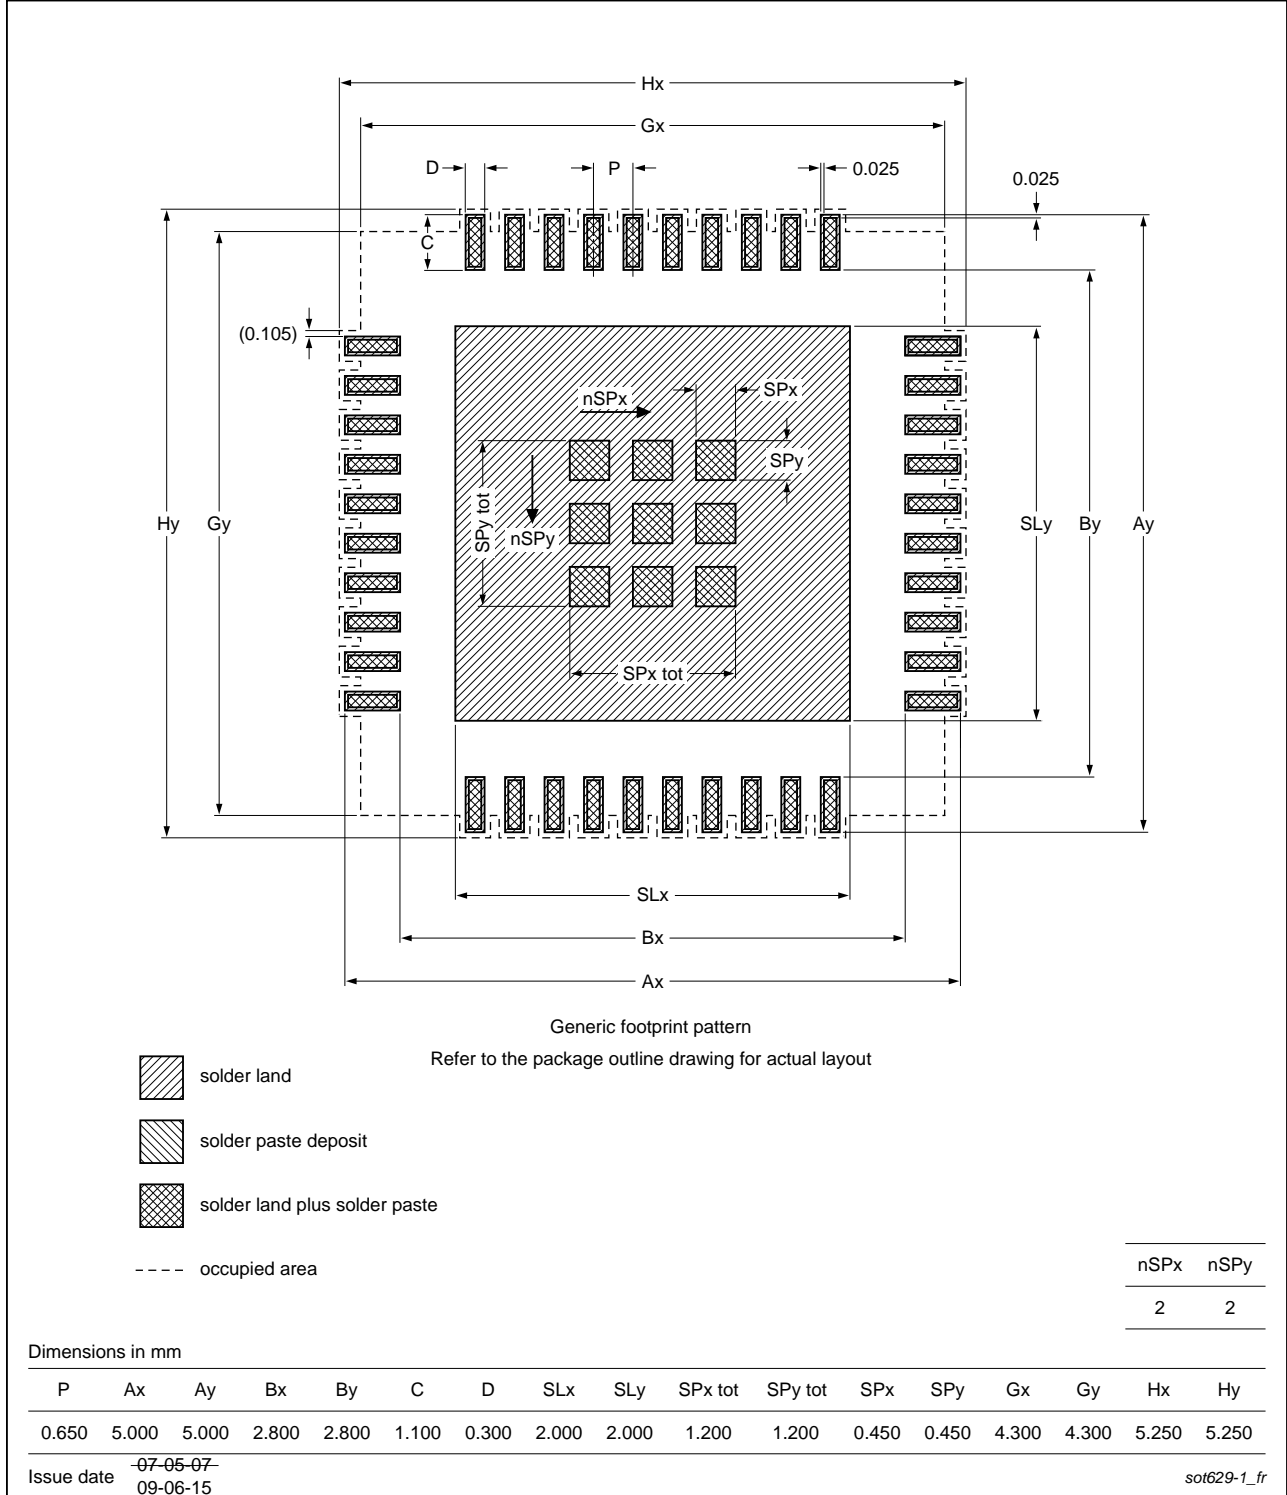 Hx
Gx
D
P
0.025
0.025
C
(0.105)
nSPx
SPx
SPy
SPy tot
nSPy
Hy
Gy
SLy
By
Ay
SPx tot
SLx
Bx
Ax
Generic footprint pattern
Refer to the package outline drawing for actual layout
solder land
solder paste deposit
solder land plus solder paste
occupied area
nSPx nSPy
2 2
Dimensions in mm
P Ax Ay Bx By C D SLx SLy SPx tot SPy tot SPx SPy Gx Gy Hx Hy
0.650 5.000 5.000 2.800 2.800 1.100 0.300 2.000 2.000 1.200 1.200 0.450 0.450 4.300 4.300 5.250 5.250
Issue date 07-05-07
09-06-15
sot629-1_fr